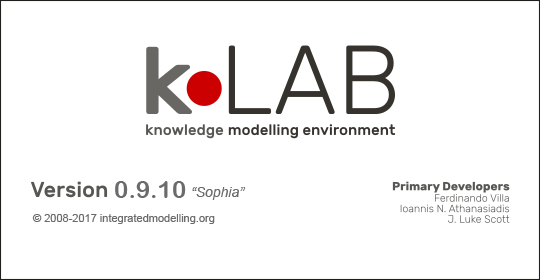 k•LAB
knowledge modelling environment
Version 0.9.10 “Sophia”
© 2008-2017 integratedmodelling.org
Primary Developers
Ferdinando Villa
Ioannis N. Athanasiadis
J. Luke Scott